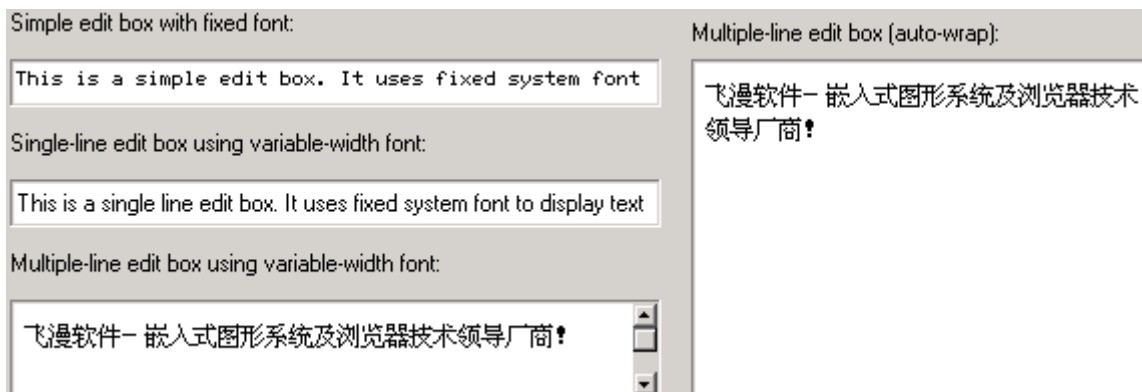 Simple edit box with fixed font:
This is a simple edit box. It uses fixed system font
Single-line edit box using variable-width font:
This is a single line edit box. It uses fixed system font to display text
Multiple-line edit box using variable-width font:
飞漫软件－嵌入式图形系统及浏览器技术领导厂商！
Multiple-line edit box (auto-wrap):
飞漫软件－嵌入式图形系统及浏览器技术
领导厂商！